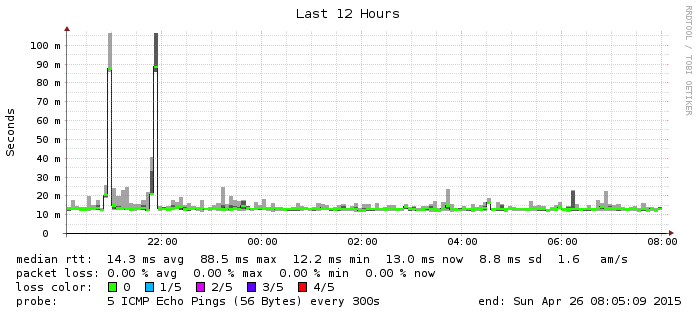 Last 12 Hours
RRDTOOL / TOBI OETIKER
Seconds
100 m
90 m
80 m
70 m
60 m
50 m
40 m
30 m
20 m
10 m
0
22:00 00:00 02:00 04:00 06:00 08:00
median rtt: 14.3 ms avg 88.5 ms max 12.2 ms min 13.0 ms now 8.8 ms sd 1.6 am/s
packet loss: 0.00 % avg 0.00 % max 0.00 % min 0.00 % now
loss color: 0 1/5 2/5 3/5 4/5
probe: 5 ICMP Echo Pings (56 Bytes) every 300s end: Sun Apr 26 08:05:09 2015